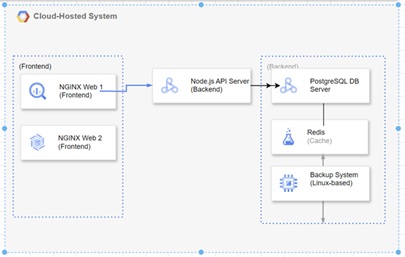 Cloud-Hosted System
(Frontend)
NGINX Web 1
(Frontend)
NGINX Web 2
(Frontend)
Node.js API Server
(Backend)
(Backend)
PostgreSQL DB
Server
Redis
(Cache)
Backup System
(Linux-based)